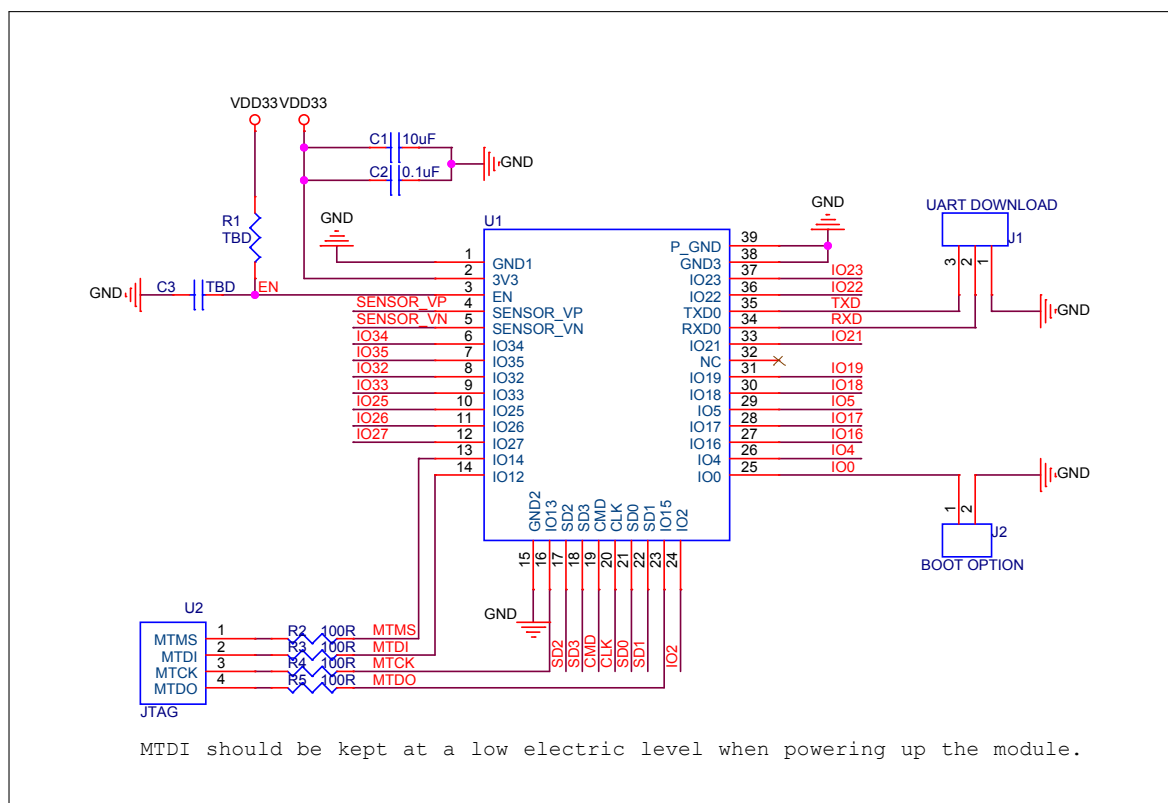 VDD33 VDD33
C1 10uF
GND
C2 0.1uF
R1
TBD
GND
C3 TBD
EN
GND
U1
1 GND1
2 3V3
3 EN
SENSOR_VP 4 SENSOR_VP
SENSOR_VN 5 SENSOR_VN
IO34 6 IO34
IO35 7 IO35
IO32 8 IO32
IO33 9 IO33
IO25 10 IO25
IO26 11 IO26
IO27 12 IO27
13 IO14
14 IO12
GND
P_GND 39
GND3 38
IO23 37 IO23
IO22 36 IO22
TXD0 35 TXD
RXD0 34 RXD
IO21 33 IO21
NC 32
IO19 31 IO19
IO18 30 IO18
IO5 29 IO5
IO17 28 IO17
IO16 27 IO16
IO4 26 IO4
IO0 25 IO0
UART DOWNLOAD
J1
3 2 1
GND
GND
1 2
J2
BOOT OPTION
GND2 IO13 SD2 SD3 CMD CLK SD0 SD1 IO15 IO2
15 16 17 18 19 20 21 22 23 24
GND
SD2 SD3 CMD CLK SD0 SD1 IO2
U2
MTMS 1 R2 100R MTMS
MTDI 2 R3 100R MTDI
MTCK 3 R4 100R MTCK
MTDO 4 R5 100R MTDO
JTAG
MTDI should be kept at a low electric level when powering up the module.